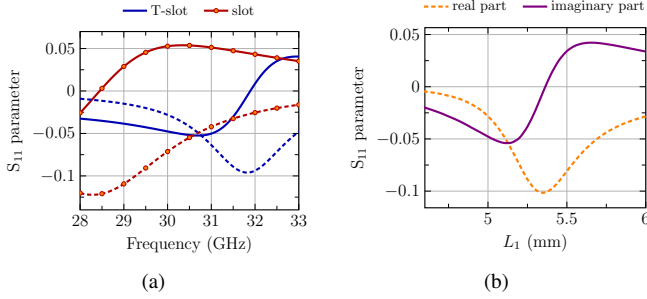 T-slot slot
S₁₁ parameter
0.05
0
−0.05
−0.1
28 29 30 31 32 33
Frequency (GHz)
(a)
real part imaginary part
S₁₁ parameter
0.05
0
−0.05
−0.1
5 5.5 6
L₁ (mm)
(b)